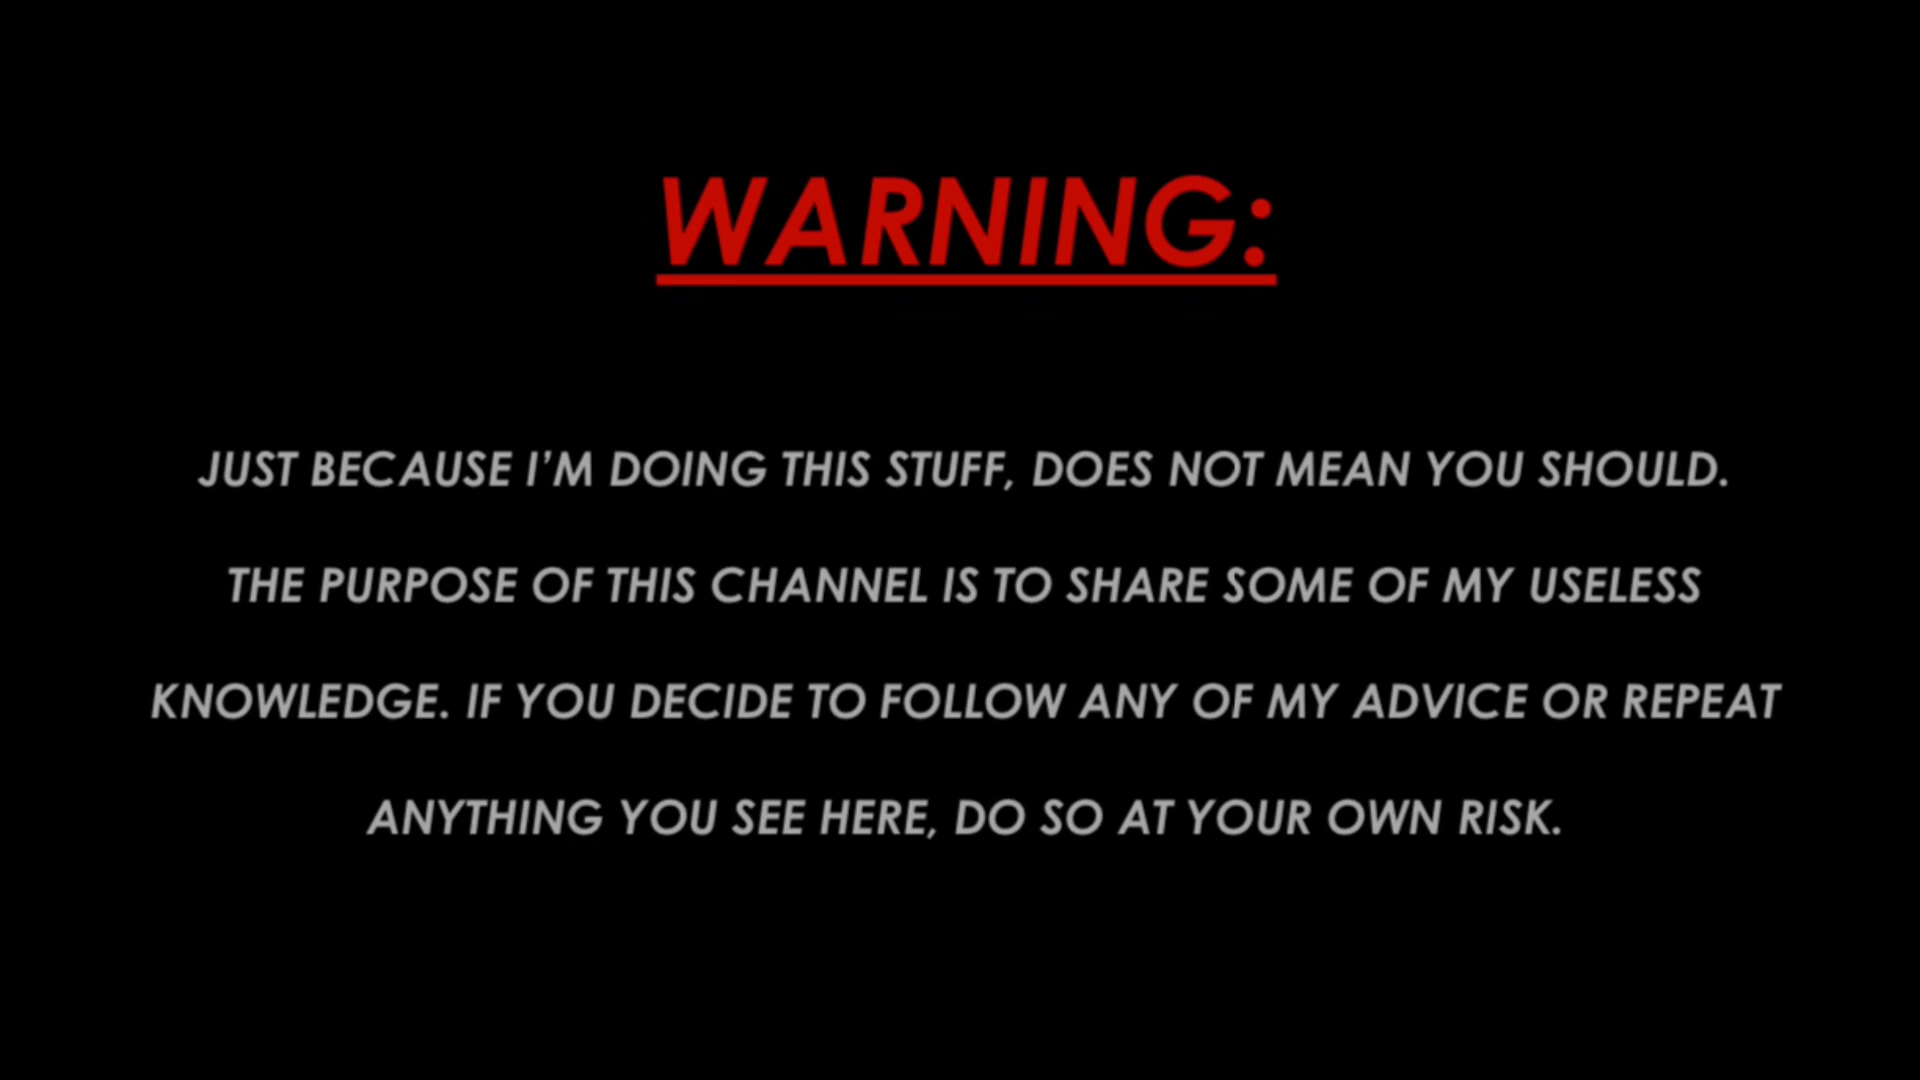 WARNING:
JUST BECAUSE I’M DOING THIS STUFF, DOES NOT MEAN YOU SHOULD.
THE PURPOSE OF THIS CHANNEL IS TO SHARE SOME OF MY USELESS
KNOWLEDGE. IF YOU DECIDE TO FOLLOW ANY OF MY ADVICE OR REPEAT
ANYTHING YOU SEE HERE, DO SO AT YOUR OWN RISK.